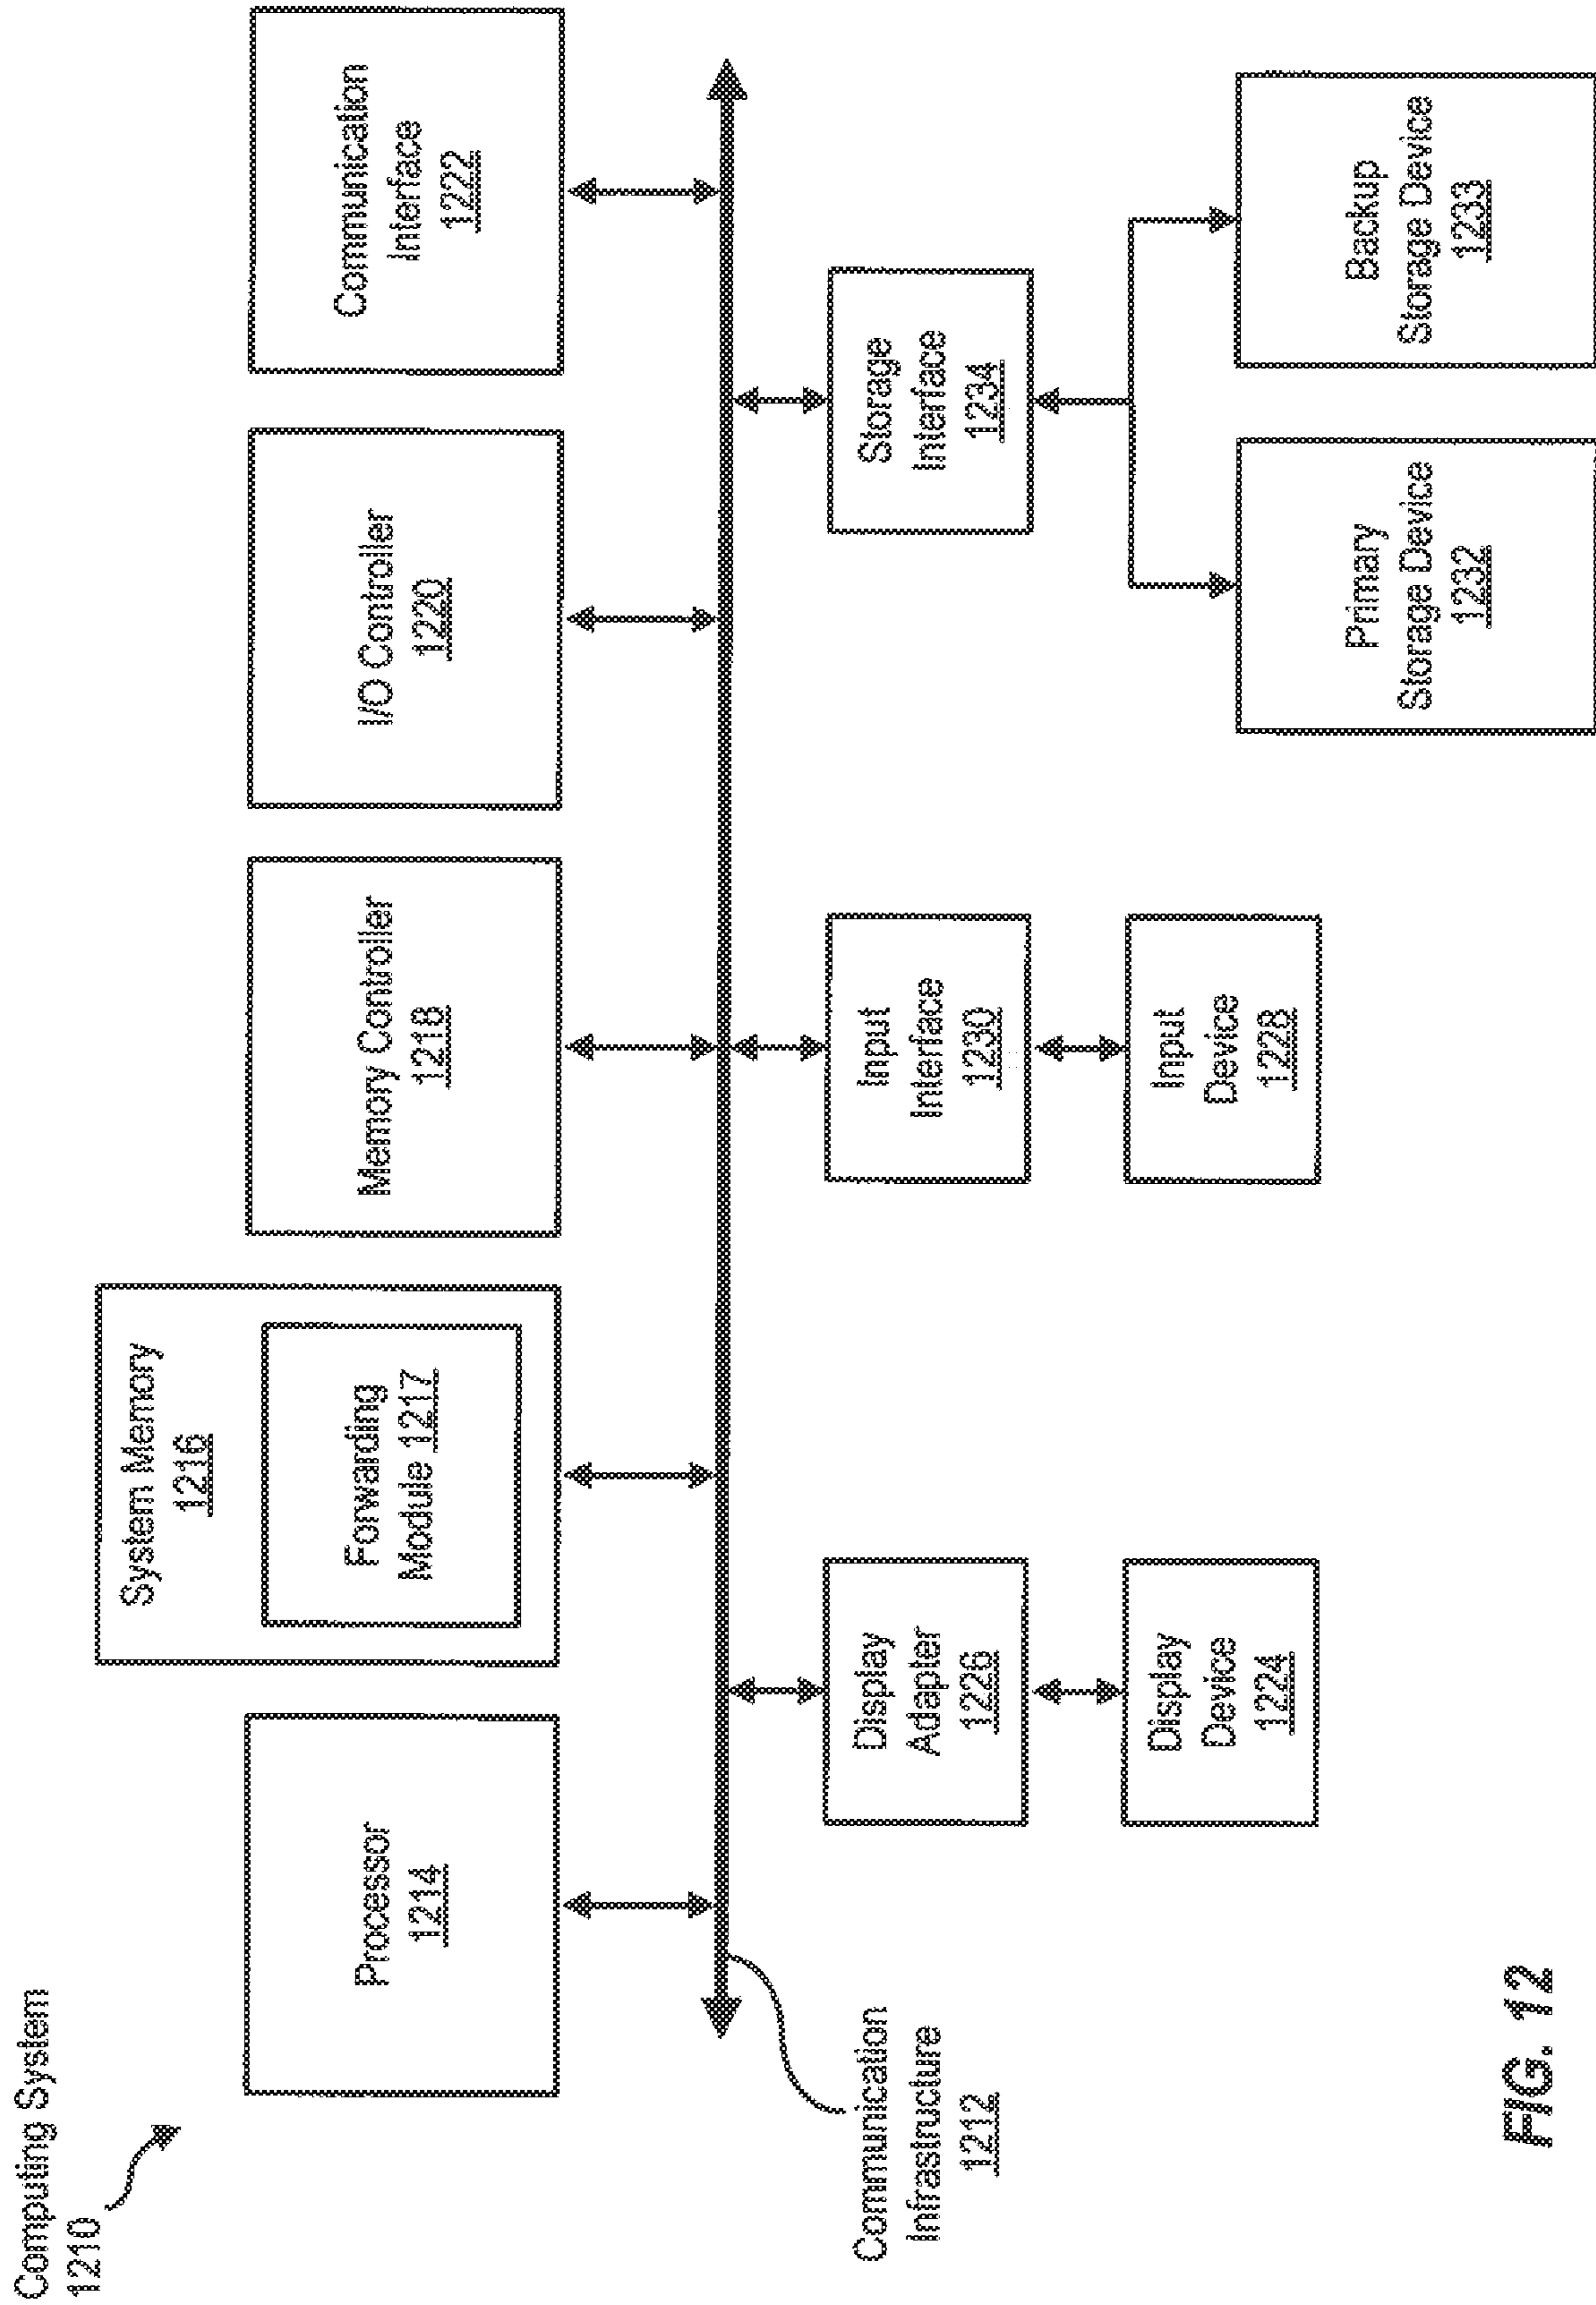 Computing System
1210
Processor
1214
System Memory
1216
Forwarding
Module 1217
Memory Controller
1218
I/O Controller
1220
Communication
Interface
1222
Communication
Infrastructure
1212
Display
Adapter
1226
Input
Interface
1230
Storage
Interface
1234
Display
Device
1224
Input
Device
1228
Primary
Storage Device
1232
Backup
Storage Device
1233
FIG. 12